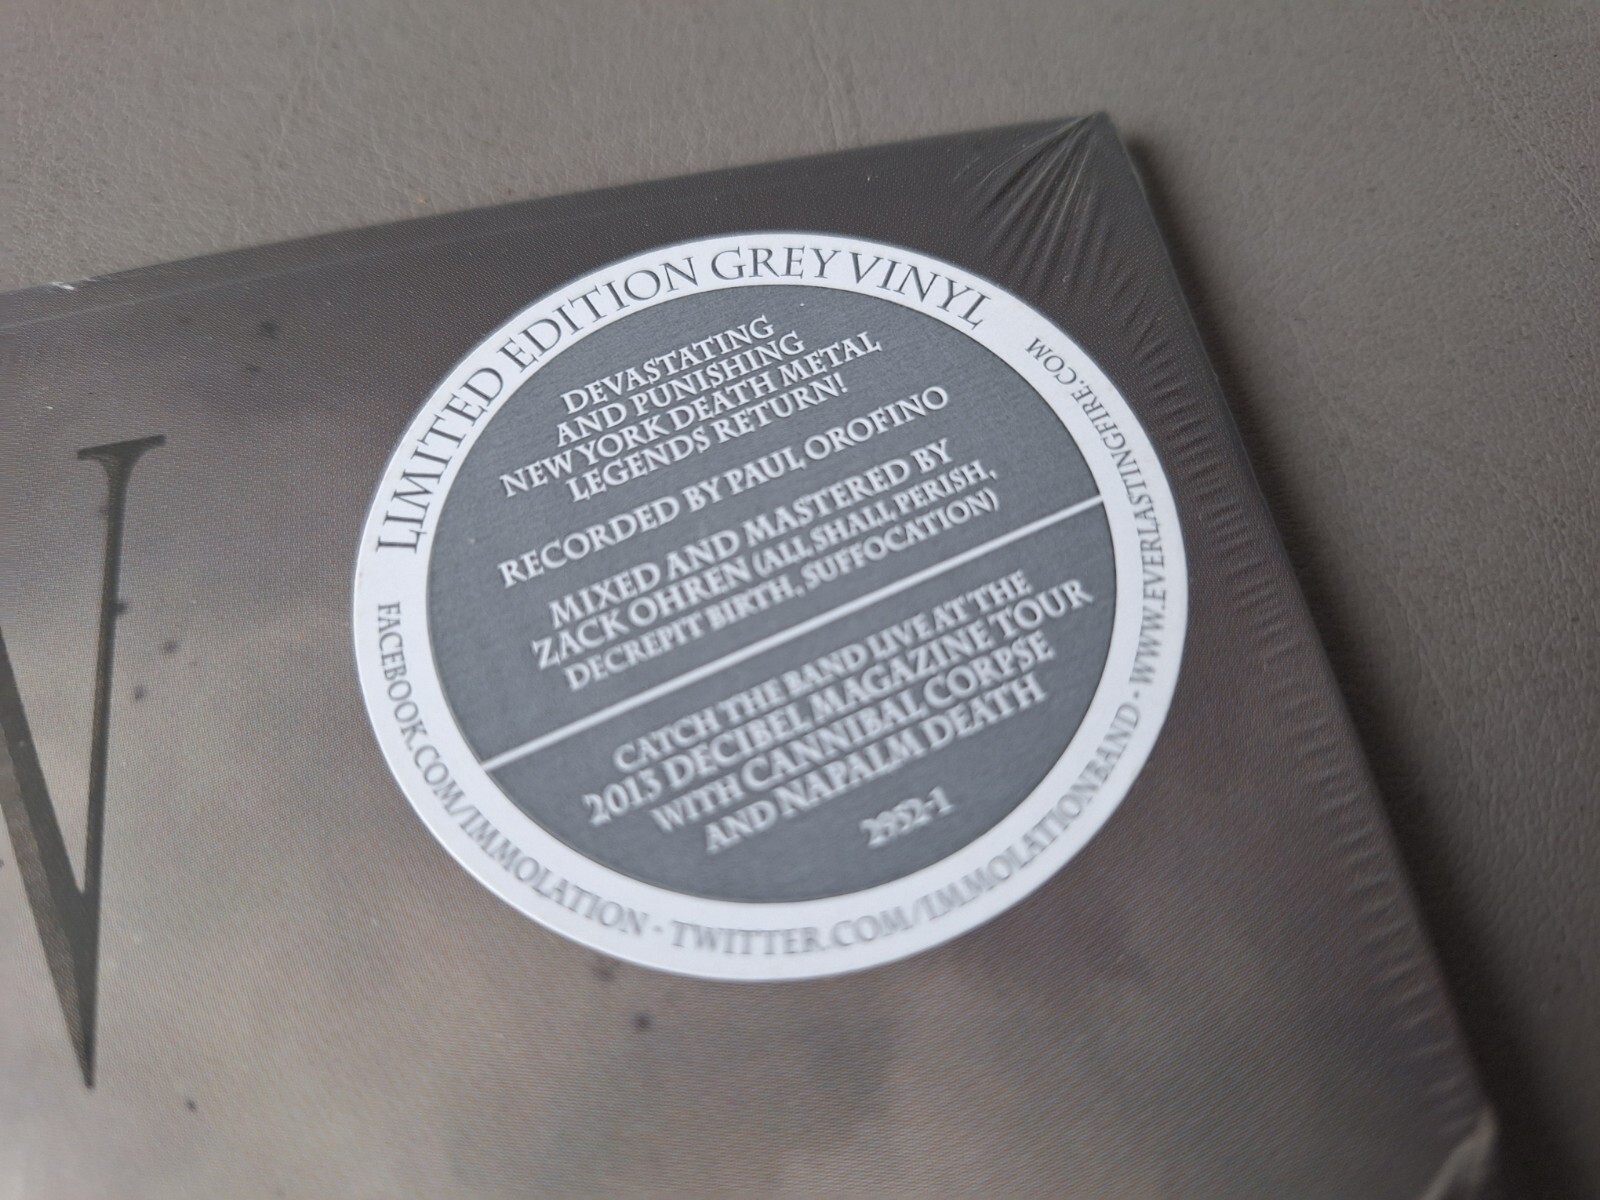 LIMITED EDITION GREY VINYL
DEVASTATING
AND PUNISHING
NEW YORK DEATH METAL
LEGENDS RETURN!
RECORDED BY PAUL OROFINO
MIXED AND MASTERED BY
ZACK OHREN (ALL SHALL PERISH,
DECREPIT BIRTH, SUFFOCATION)
CATCH THE BAND LIVE AT THE
2013 DECIBEL MAGAZINE TOUR
WITH CANNIBAL CORPSE
AND NAPALM DEATH
2952-1
FACEBOOK.COM/IMMOLATION • TWITTER.COM/IMMOLATIONBAND • WWW.EVERLASTINGFIRE.COM
N